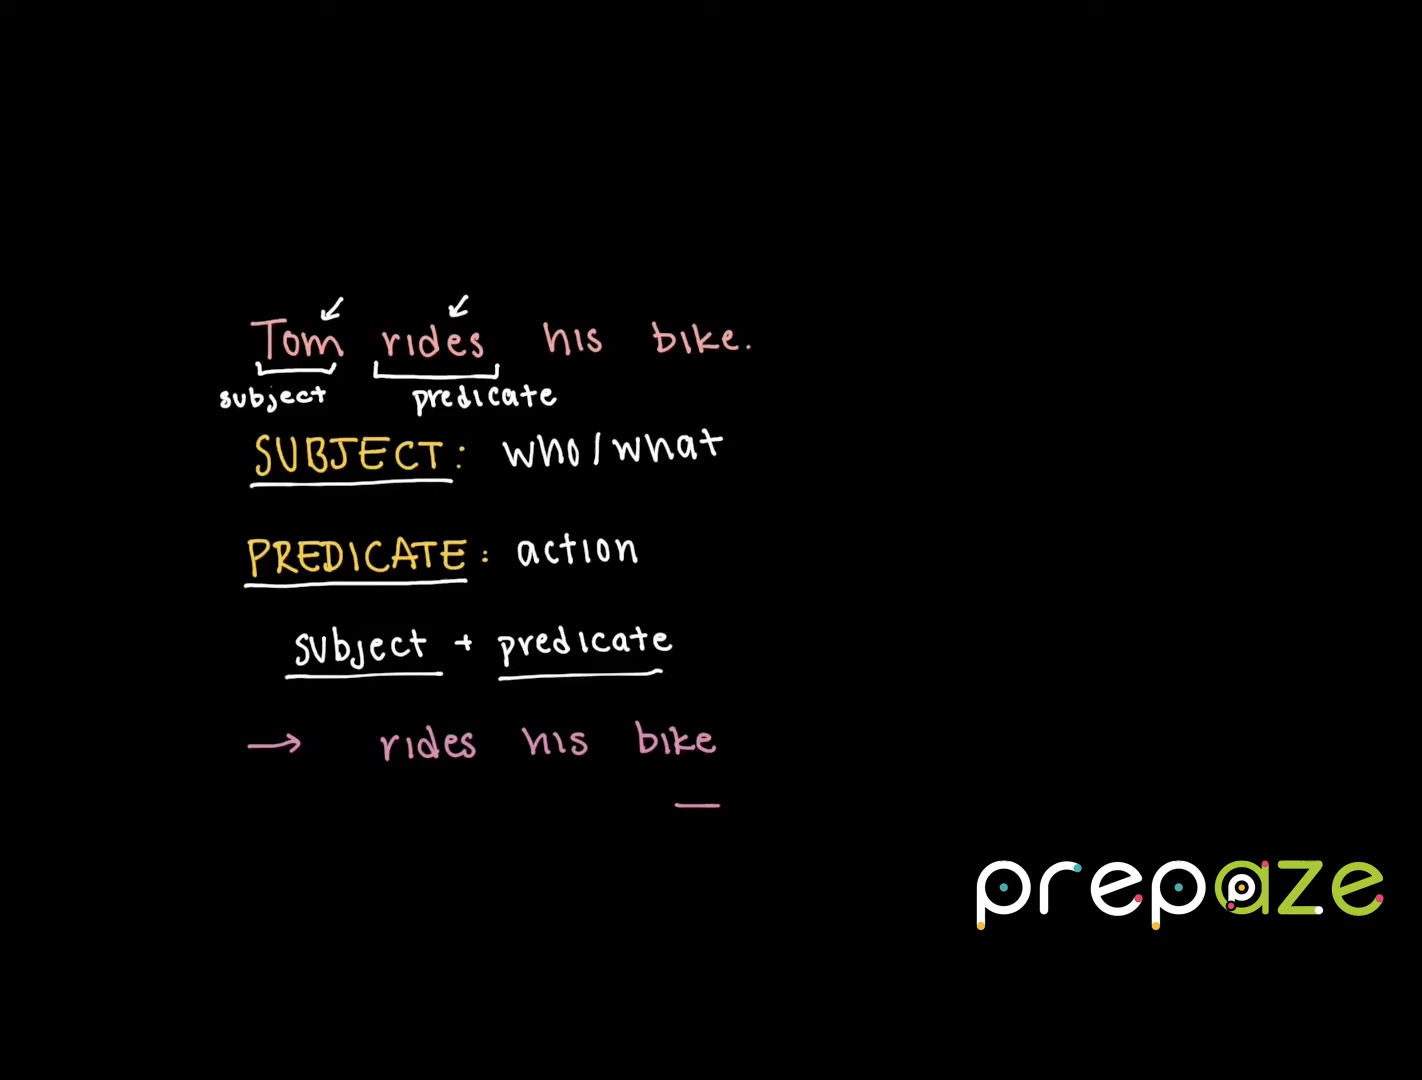 Tom rides his bike.
subject predicate
SUBJECT: who/what
PREDICATE: action
subject + predicate
→ rides his bike
prepaze